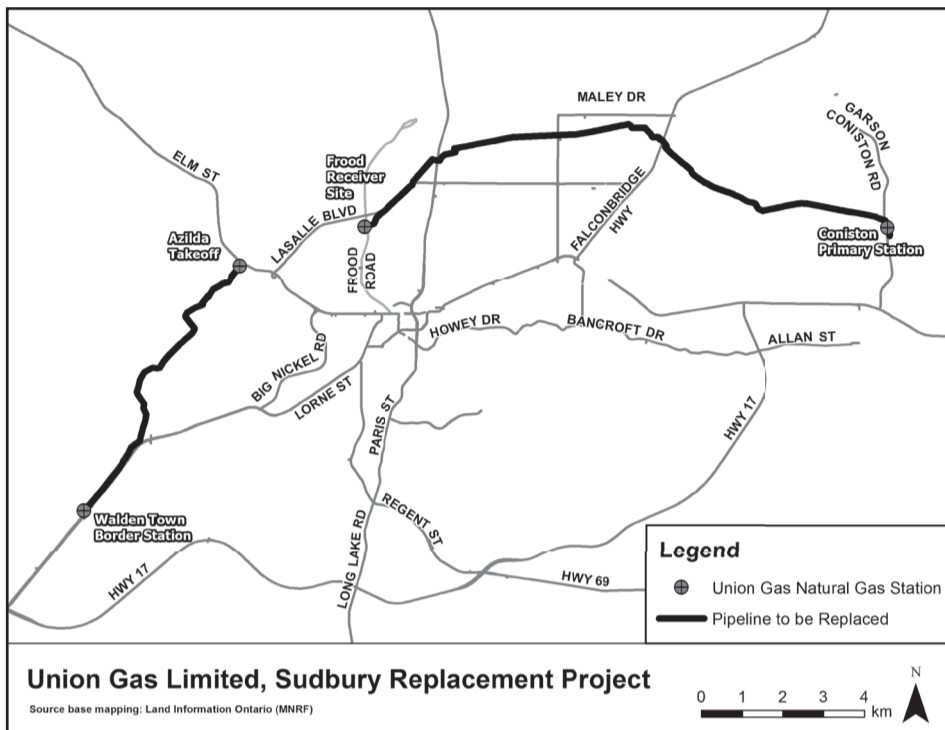 MALEY DR
GARSON
CONISTON RD
ELM ST
Frood
Receiver
Site
LASALLE BLVD
FALCONBRIDGE
HWY
Azilda
Takeoff
Coniston
Primary Station
FROOD
ROAD
HOWEY DR
BANCROFT DR
ALLAN ST
BIG NICKEL RD
LORNE ST
PARIS ST
HWY 17
Walden Town
Border Station
REGENT ST
LONG LAKE RD
HWY 17
HWY 69
Legend
Union Gas Natural Gas Station
Pipeline to be Replaced
Union Gas Limited, Sudbury Replacement Project
Source base mapping: Land Information Ontario (MNRF)
0 1 2 3 4
km
N